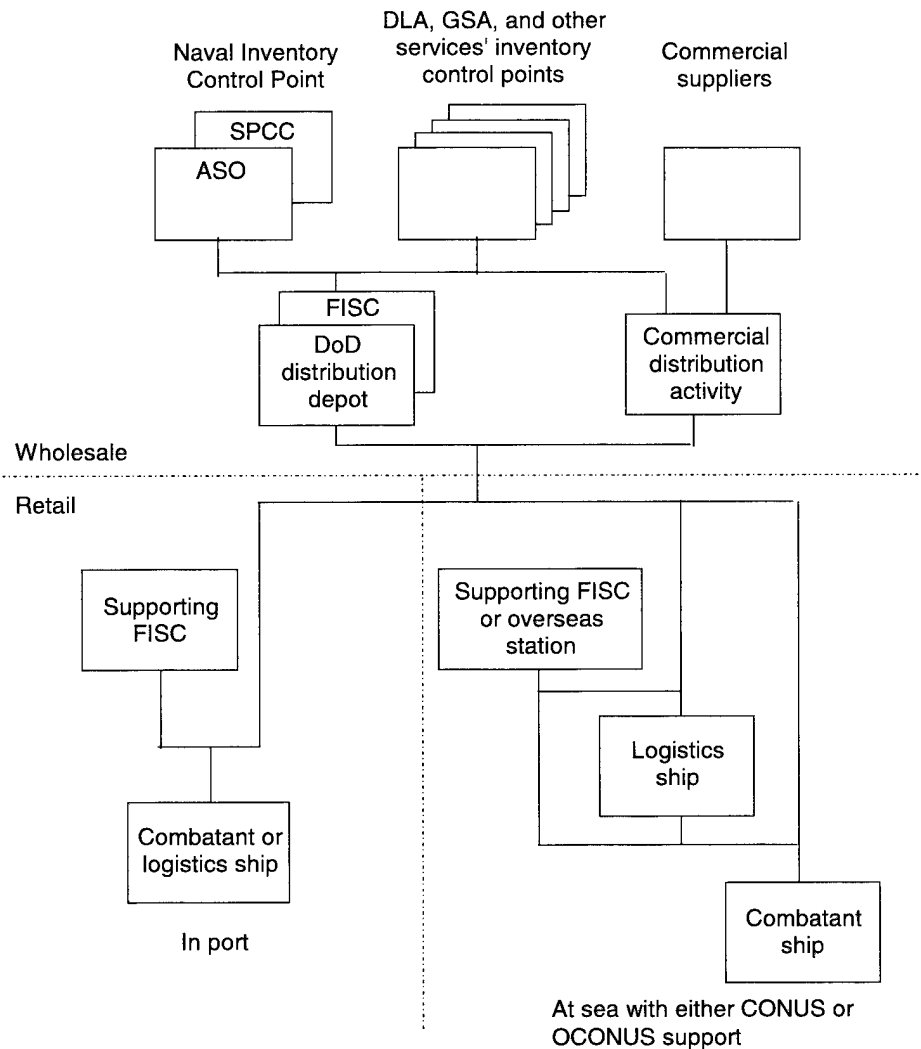 Naval Inventory
Control Point
DLA, GSA, and other
services' inventory
control points
Commercial
suppliers
SPCC
ASO
FISC
DoD
distribution
depot
Commercial
distribution
activity
Wholesale
Retail
Supporting
FISC
Supporting FISC
or overseas
station
Logistics
ship
Combatant or
logistics ship
Combatant
ship
In port
At sea with either CONUS or
OCONUS support